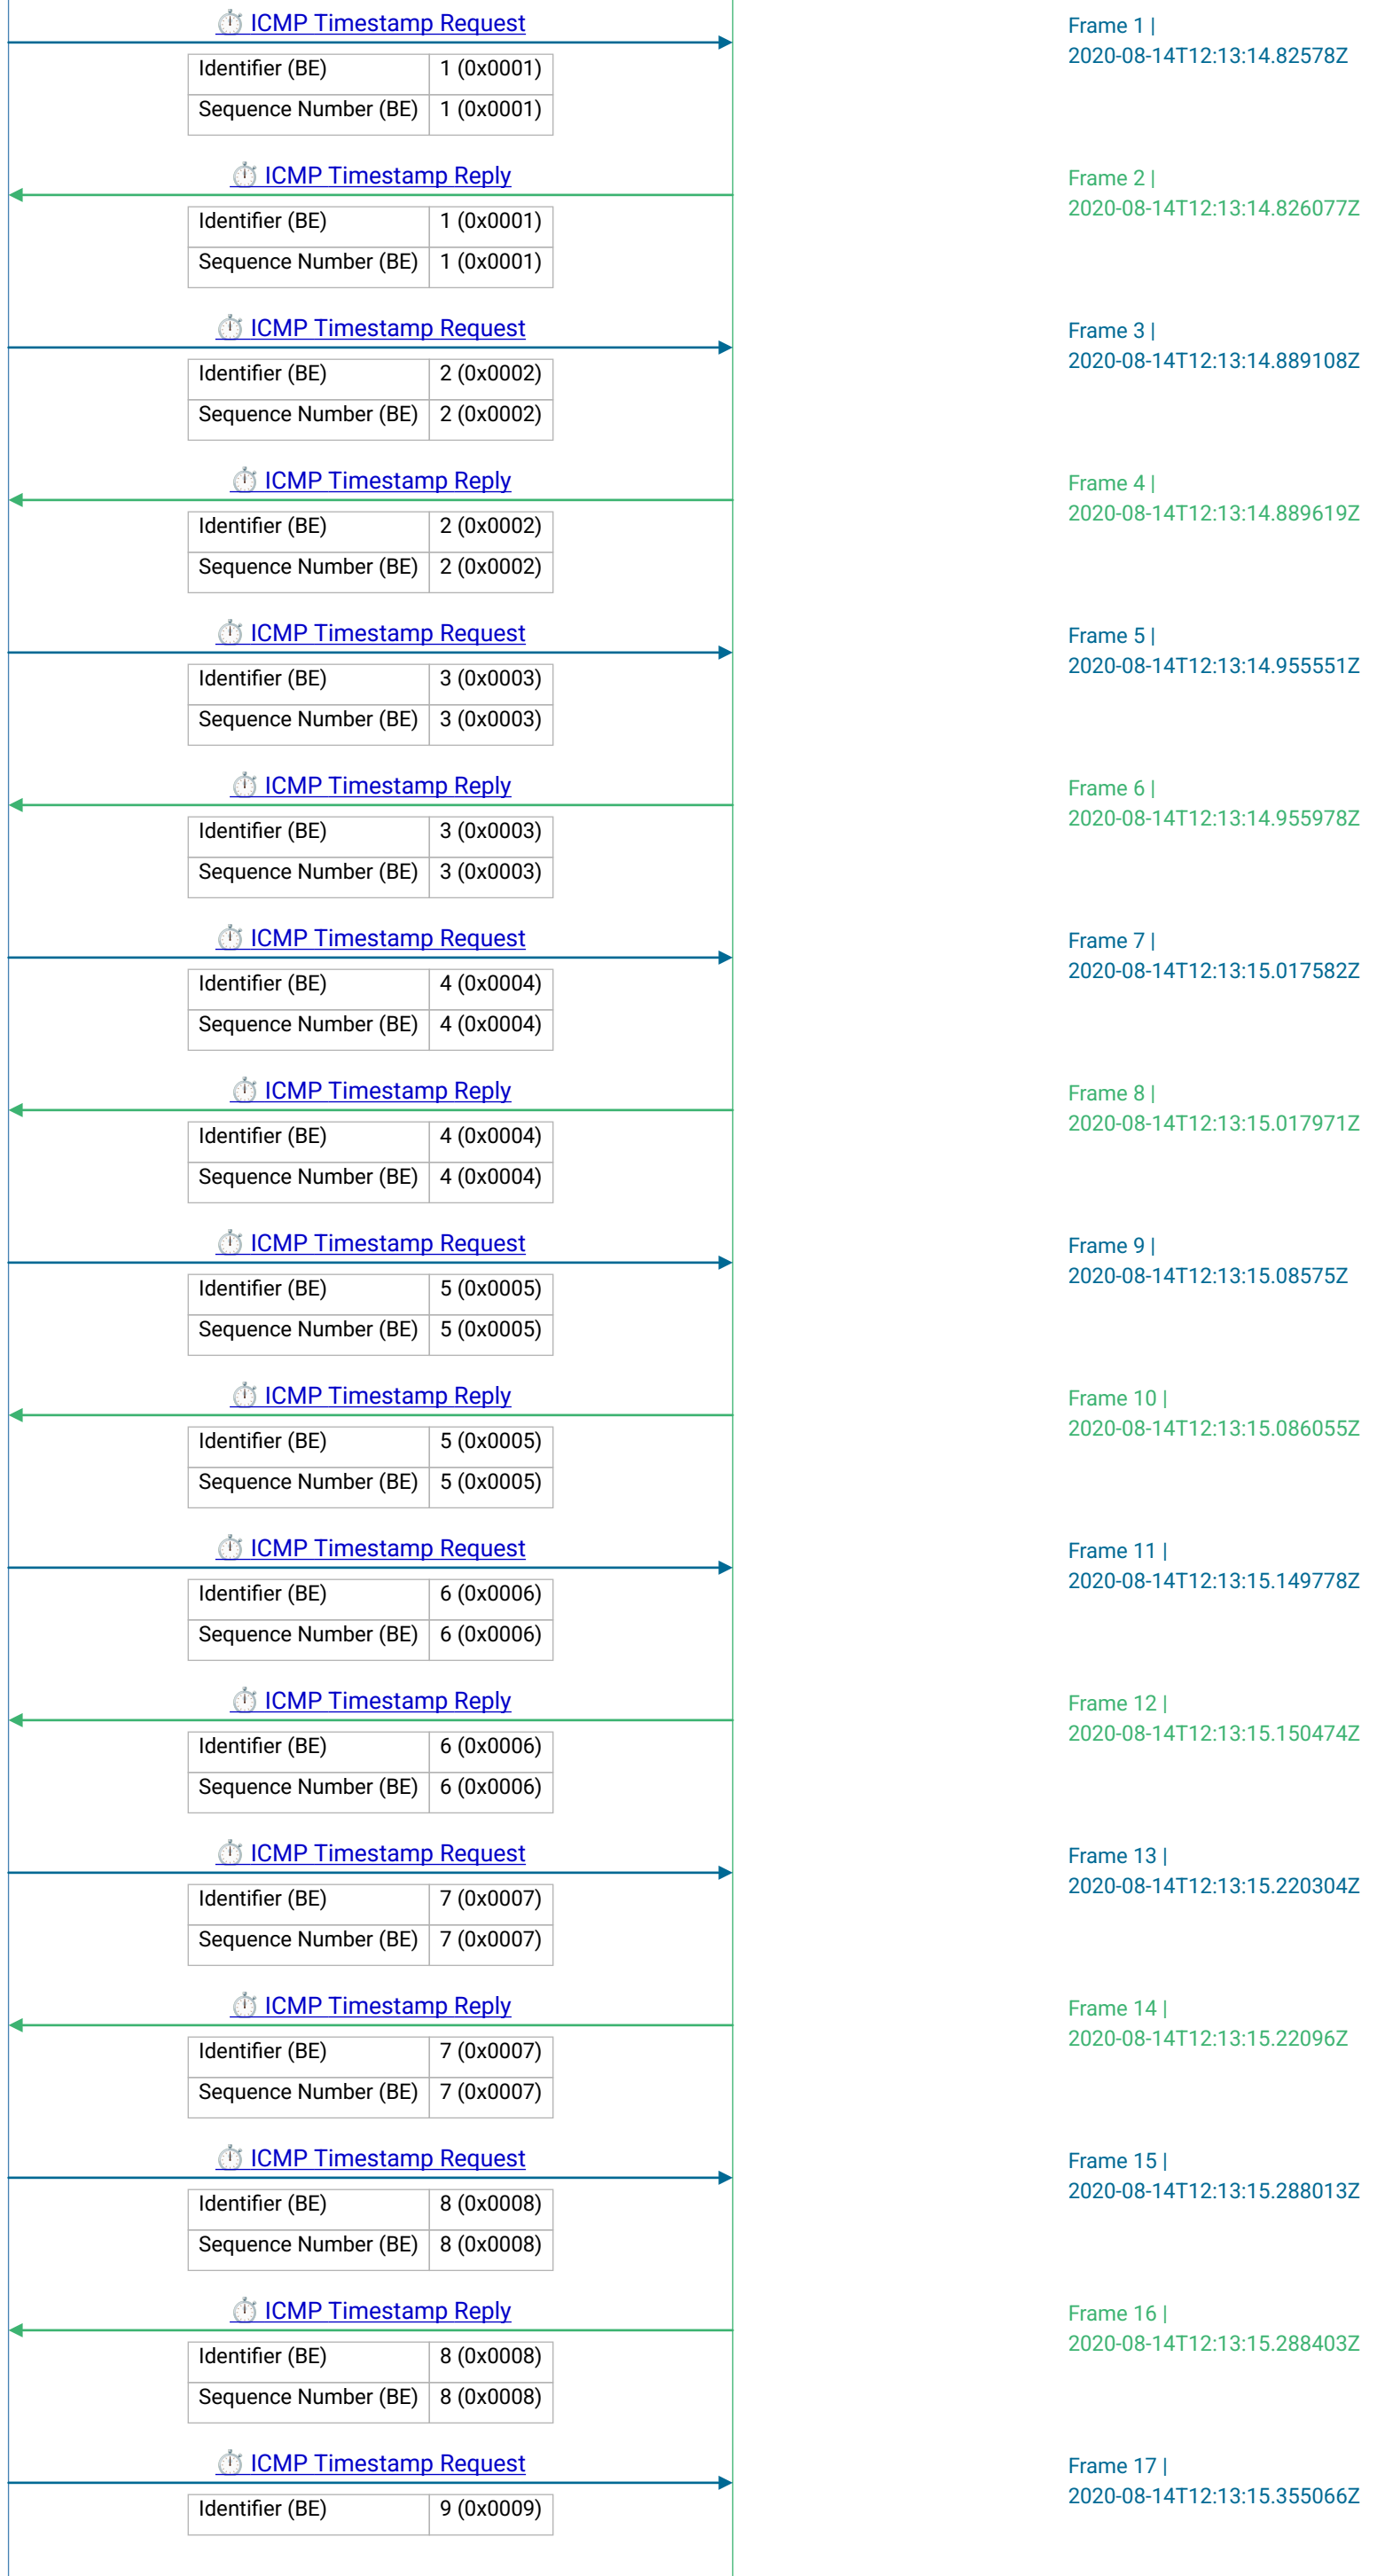 ⏱️ ICMP Timestamp Request
Frame 1 |
2020-08-14T12:13:14.82578Z
Identifier (BE) 1 (0x0001)
Sequence Number (BE) 1 (0x0001)
⏱️ ICMP Timestamp Reply
Frame 2 |
2020-08-14T12:13:14.826077Z
Identifier (BE) 1 (0x0001)
Sequence Number (BE) 1 (0x0001)
⏱️ ICMP Timestamp Request
Frame 3 |
2020-08-14T12:13:14.889108Z
Identifier (BE) 2 (0x0002)
Sequence Number (BE) 2 (0x0002)
⏱️ ICMP Timestamp Reply
Frame 4 |
2020-08-14T12:13:14.889619Z
Identifier (BE) 2 (0x0002)
Sequence Number (BE) 2 (0x0002)
⏱️ ICMP Timestamp Request
Frame 5 |
2020-08-14T12:13:14.955551Z
Identifier (BE) 3 (0x0003)
Sequence Number (BE) 3 (0x0003)
⏱️ ICMP Timestamp Reply
Frame 6 |
2020-08-14T12:13:14.955978Z
Identifier (BE) 3 (0x0003)
Sequence Number (BE) 3 (0x0003)
⏱️ ICMP Timestamp Request
Frame 7 |
2020-08-14T12:13:15.017582Z
Identifier (BE) 4 (0x0004)
Sequence Number (BE) 4 (0x0004)
⏱️ ICMP Timestamp Reply
Frame 8 |
2020-08-14T12:13:15.017971Z
Identifier (BE) 4 (0x0004)
Sequence Number (BE) 4 (0x0004)
⏱️ ICMP Timestamp Request
Frame 9 |
2020-08-14T12:13:15.08575Z
Identifier (BE) 5 (0x0005)
Sequence Number (BE) 5 (0x0005)
⏱️ ICMP Timestamp Reply
Frame 10 |
2020-08-14T12:13:15.086055Z
Identifier (BE) 5 (0x0005)
Sequence Number (BE) 5 (0x0005)
⏱️ ICMP Timestamp Request
Frame 11 |
2020-08-14T12:13:15.149778Z
Identifier (BE) 6 (0x0006)
Sequence Number (BE) 6 (0x0006)
⏱️ ICMP Timestamp Reply
Frame 12 |
2020-08-14T12:13:15.150474Z
Identifier (BE) 6 (0x0006)
Sequence Number (BE) 6 (0x0006)
⏱️ ICMP Timestamp Request
Frame 13 |
2020-08-14T12:13:15.220304Z
Identifier (BE) 7 (0x0007)
Sequence Number (BE) 7 (0x0007)
⏱️ ICMP Timestamp Reply
Frame 14 |
2020-08-14T12:13:15.22096Z
Identifier (BE) 7 (0x0007)
Sequence Number (BE) 7 (0x0007)
⏱️ ICMP Timestamp Request
Frame 15 |
2020-08-14T12:13:15.288013Z
Identifier (BE) 8 (0x0008)
Sequence Number (BE) 8 (0x0008)
⏱️ ICMP Timestamp Reply
Frame 16 |
2020-08-14T12:13:15.288403Z
Identifier (BE) 8 (0x0008)
Sequence Number (BE) 8 (0x0008)
⏱️ ICMP Timestamp Request
Frame 17 |
2020-08-14T12:13:15.355066Z
Identifier (BE) 9 (0x0009)